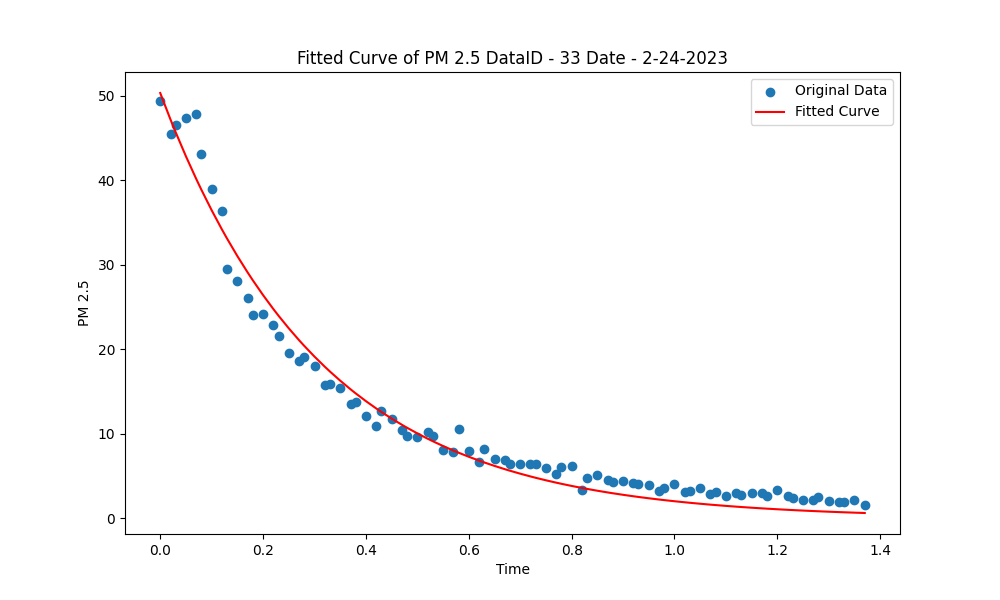 Fitted Curve of PM 2.5 DataID - 33 Date - 2-24-2023
Original Data
Fitted Curve
50
40
30
20
10
0
PM 2.5
0.0 0.2 0.4 0.6 0.8 1.0 1.2 1.4
Time